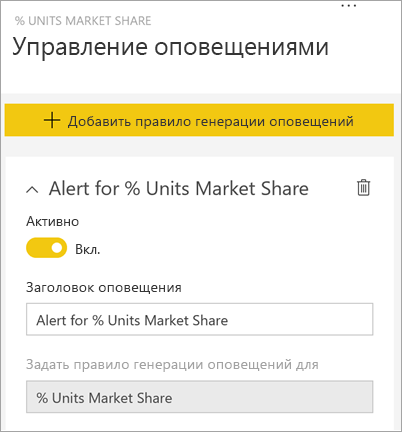 % UNITS MARKET SHARE
Управление оповещениями
Добавить правило генерации оповещений
Alert for % Units Market Share
Активно
Вкл.
Заголовок оповещения
Alert for % Units Market Share
Задать правило генерации оповещений для
% Units Market Share